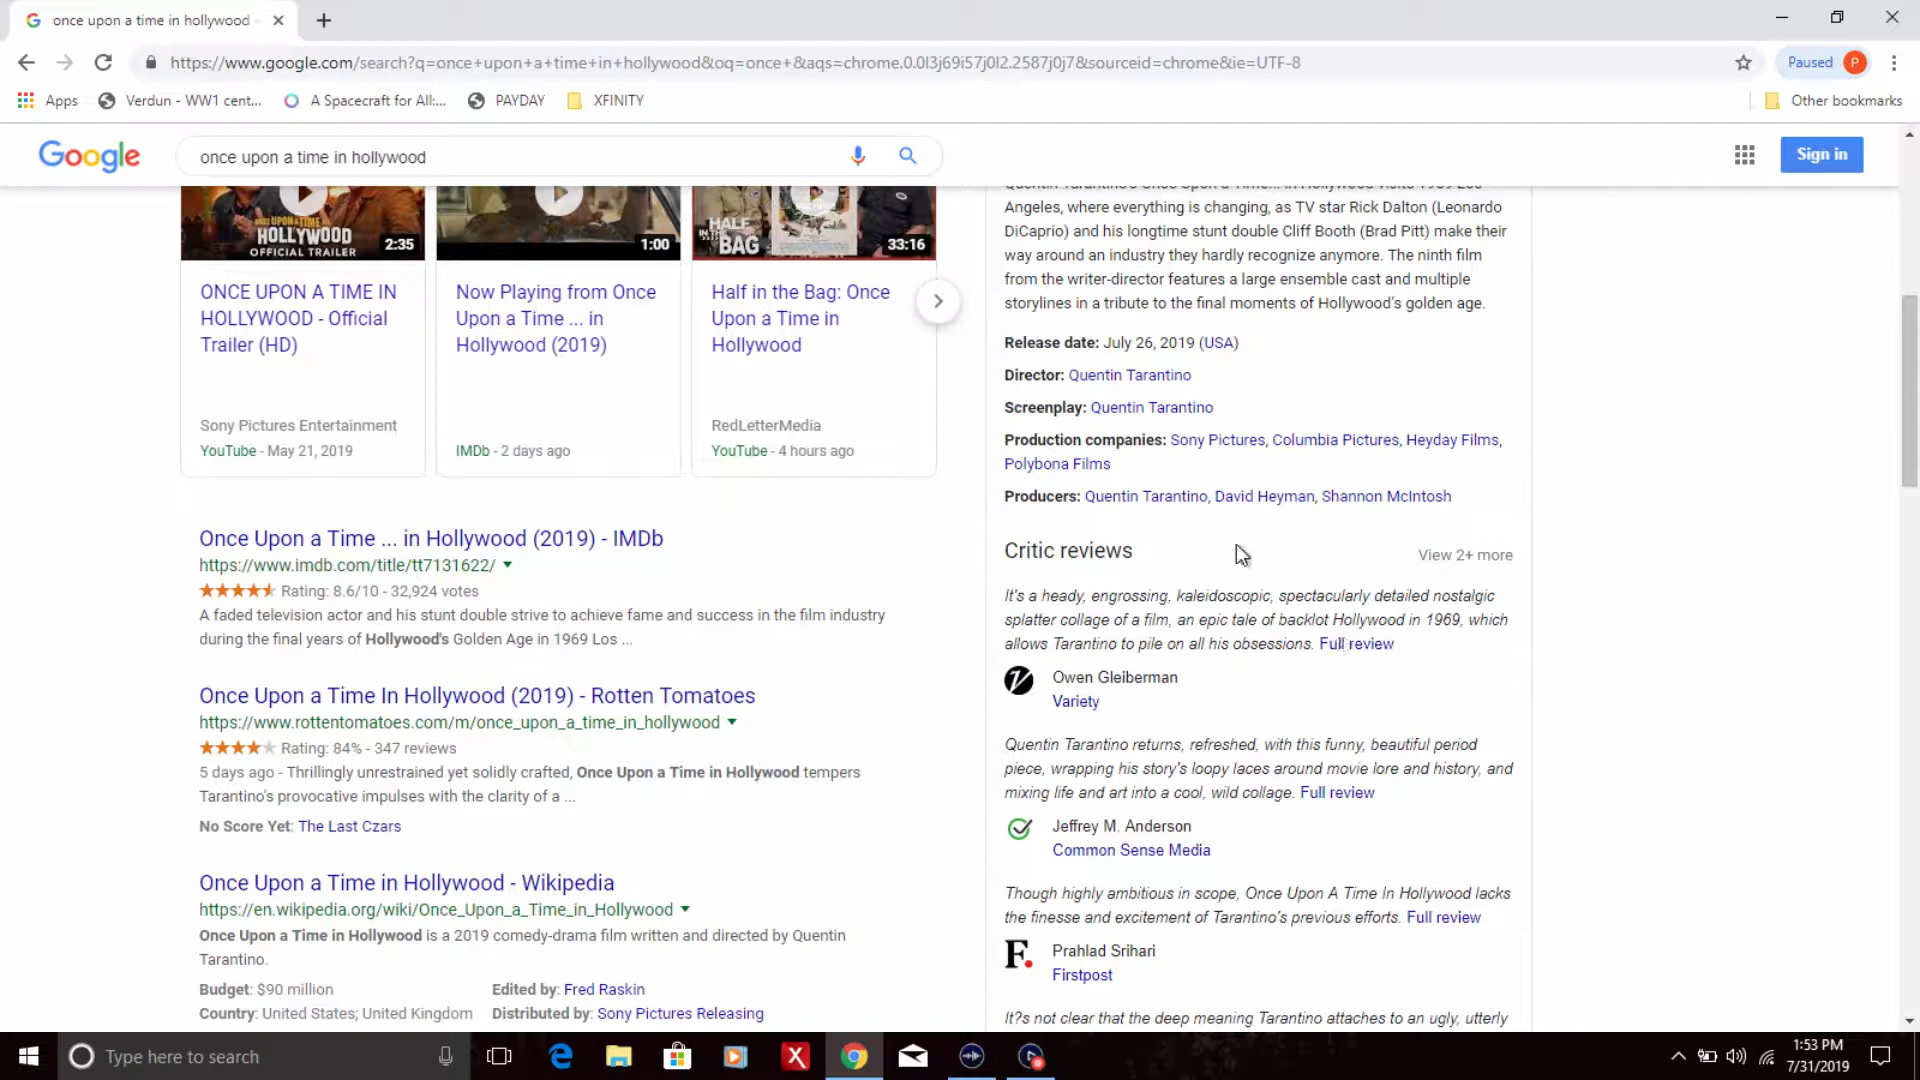 once upon a time in hollywood
Paused P
https://www.google.com/search?q=once+upon+a+time+in+hollywood&oq=once+&aqs=chrome.0.0l3j69i57j0l2.2587j0j7&sourceid=chrome&ie=UTF-8
Apps Verdun - WW1 cent... A Spacecraft for All:... PAYDAY XFINITY Other bookmarks
Google
once upon a time in hollywood
Sign in
ONCE UPON A TIME
HOLLYWOOD
OFFICIAL TRAILER
2:35
1:00
HALF
IN THE
BAG
33:16
ONCE UPON A TIME IN
HOLLYWOOD - Official
Trailer (HD)
Sony Pictures Entertainment
YouTube - May 21, 2019
Now Playing from Once
Upon a Time ... in
Hollywood (2019)
IMDb - 2 days ago
Half in the Bag: Once
Upon a Time in
Hollywood
RedLetterMedia
YouTube - 4 hours ago
Once Upon a Time ... in Hollywood (2019) - IMDb
https://www.imdb.com/title/tt7131622/
Rating: 8.6/10 - 32,924 votes
A faded television actor and his stunt double strive to achieve fame and success in the film industry
during the final years of Hollywood's Golden Age in 1969 Los ...
Once Upon a Time In Hollywood (2019) - Rotten Tomatoes
https://www.rottentomatoes.com/m/once_upon_a_time_in_hollywood
Rating: 84% - 347 reviews
5 days ago - Thrillingly unrestrained yet solidly crafted, Once Upon a Time in Hollywood tempers
Tarantino's provocative impulses with the clarity of a ...
No Score Yet: The Last Czars
Once Upon a Time in Hollywood - Wikipedia
https://en.wikipedia.org/wiki/Once_Upon_a_Time_in_Hollywood
Once Upon a Time in Hollywood is a 2019 comedy-drama film written and directed by Quentin
Tarantino.
Budget: $90 million Edited by: Fred Raskin
Country: United States; United Kingdom Distributed by: Sony Pictures Releasing
Quentin Tarantino's Once Upon a Time... in Hollywood visits 1969 Los
Angeles, where everything is changing, as TV star Rick Dalton (Leonardo
DiCaprio) and his longtime stunt double Cliff Booth (Brad Pitt) make their
way around an industry they hardly recognize anymore. The ninth film
from the writer-director features a large ensemble cast and multiple
storylines in a tribute to the final moments of Hollywood's golden age.
Release date: July 26, 2019 (USA)
Director: Quentin Tarantino
Screenplay: Quentin Tarantino
Production companies: Sony Pictures, Columbia Pictures, Heyday Films,
Polybona Films
Producers: Quentin Tarantino, David Heyman, Shannon McIntosh
Critic reviews
View 2+ more
It's a heady, engrossing, kaleidoscopic, spectacularly detailed nostalgic
splatter collage of a film, an epic tale of backlot Hollywood in 1969, which
allows Tarantino to pile on all his obsessions. Full review
Owen Gleiberman
Variety
Quentin Tarantino returns, refreshed, with this funny, beautiful period
piece, wrapping his story's loopy laces around movie lore and history, and
mixing life and art into a cool, wild collage. Full review
Jeffrey M. Anderson
Common Sense Media
Though highly ambitious in scope, Once Upon A Time In Hollywood lacks
the finesse and excitement of Tarantino's previous efforts. Full review
F.
Prahlad Srihari
Firstpost
It?s not clear that the deep meaning Tarantino attaches to an ugly, utterly
Type here to search
1:53 PM
7/31/2019